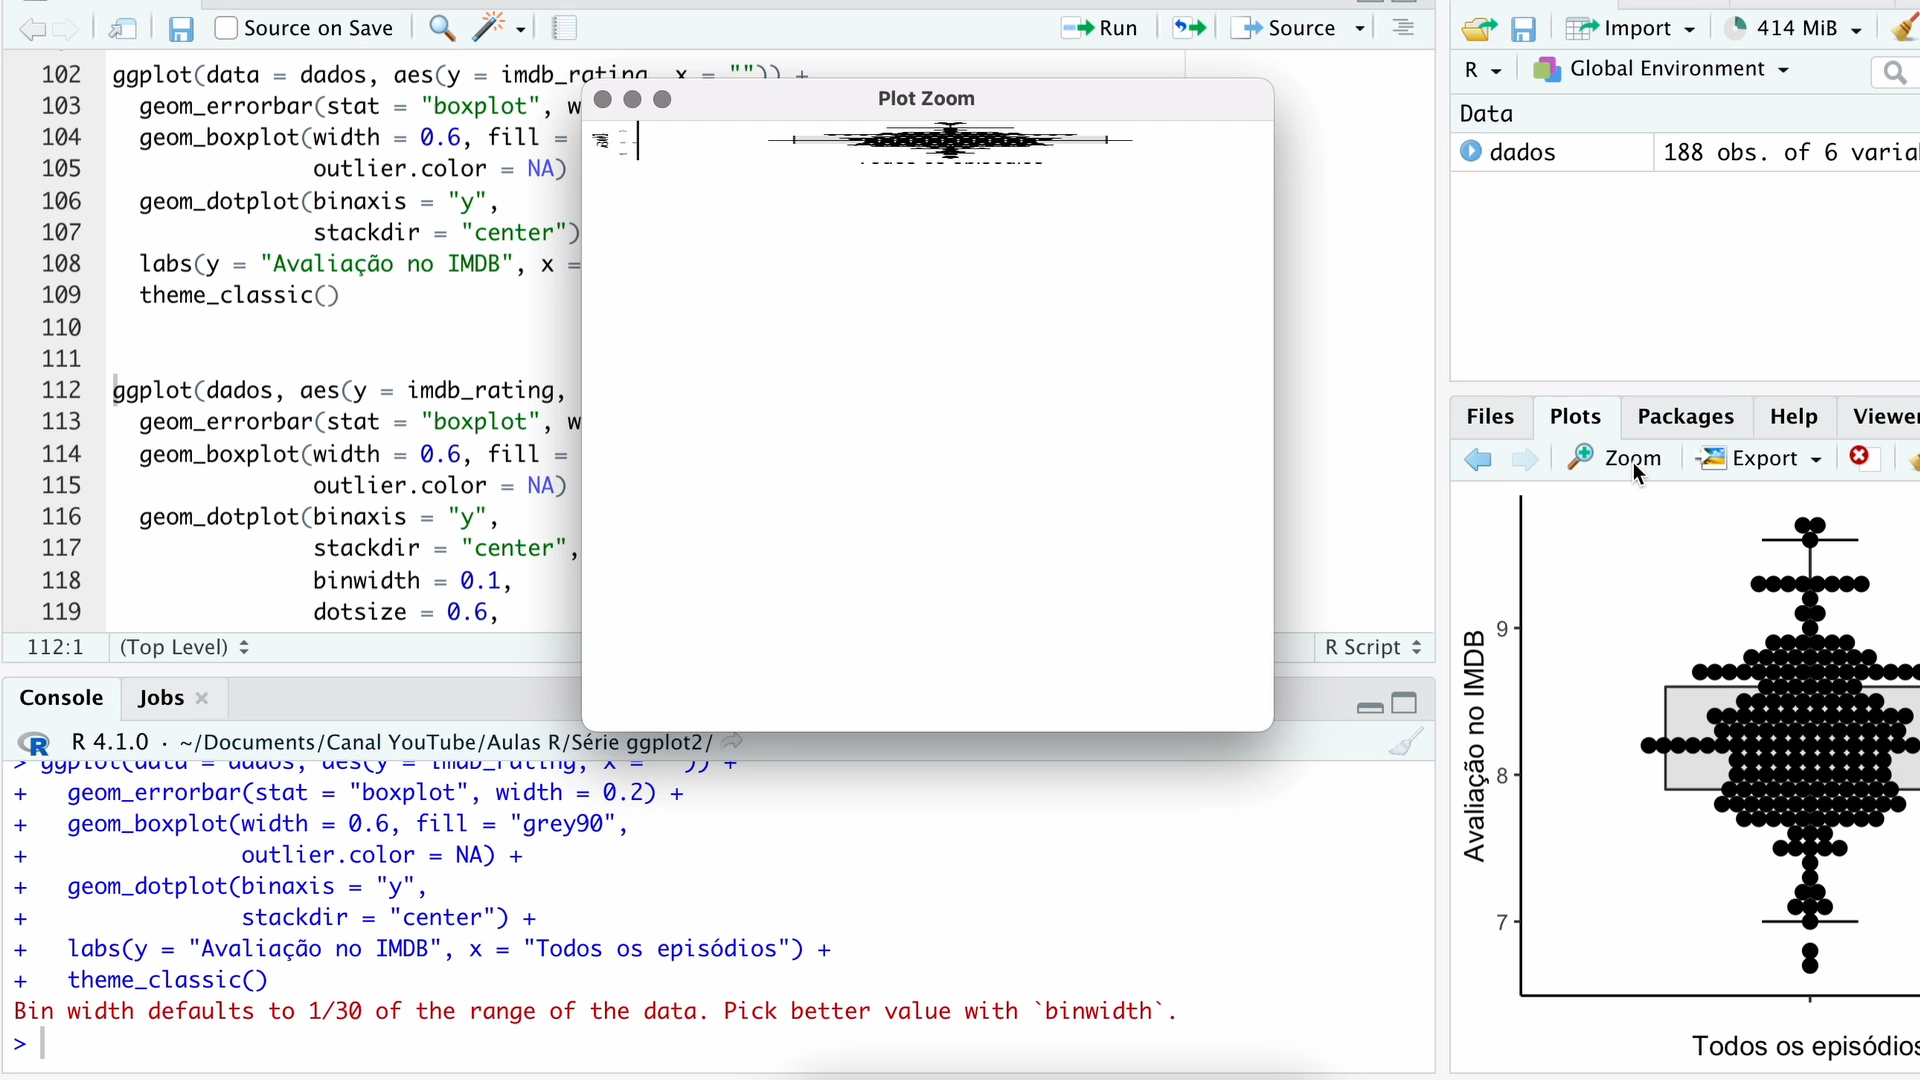 Source on Save
Run
Source
102 ggplot(data = dados, aes(y = imdb_rating, x = "")) +
103 geom_errorbar(stat = "boxplot", w
104 geom_boxplot(width = 0.6, fill =
105 outlier.color = NA)
106 geom_dotplot(binaxis = "y",
107 stackdir = "center")
108 labs(y = "Avaliação no IMDB", x =
109 theme_classic()
110
111
112 ggplot(dados, aes(y = imdb_rating,
113 geom_errorbar(stat = "boxplot", w
114 geom_boxplot(width = 0.6, fill =
115 outlier.color = NA)
116 geom_dotplot(binaxis = "y",
117 stackdir = "center",
118 binwidth = 0.1,
119 dotsize = 0.6,
112:1 (Top Level) R Script
Plot Zoom
Console Jobs
R 4.1.0 · ~/Documents/Canal YouTube/Aulas R/Série ggplot2/
> ggplot(data = dados, aes(y = imdb_rating, x = "")) +
+ geom_errorbar(stat = "boxplot", width = 0.2) +
+ geom_boxplot(width = 0.6, fill = "grey90",
+ outlier.color = NA) +
+ geom_dotplot(binaxis = "y",
+ stackdir = "center") +
+ labs(y = "Avaliação no IMDB", x = "Todos os episódios") +
+ theme_classic()
Bin width defaults to 1/30 of the range of the data. Pick better value with `binwidth`.
>
Import 414 MiB
R Global Environment
Data
dados 188 obs. of 6 varia
Files Plots Packages Help Viewer
Zoom Export
Avaliação no IMDB
9
8
7
Todos os episódios